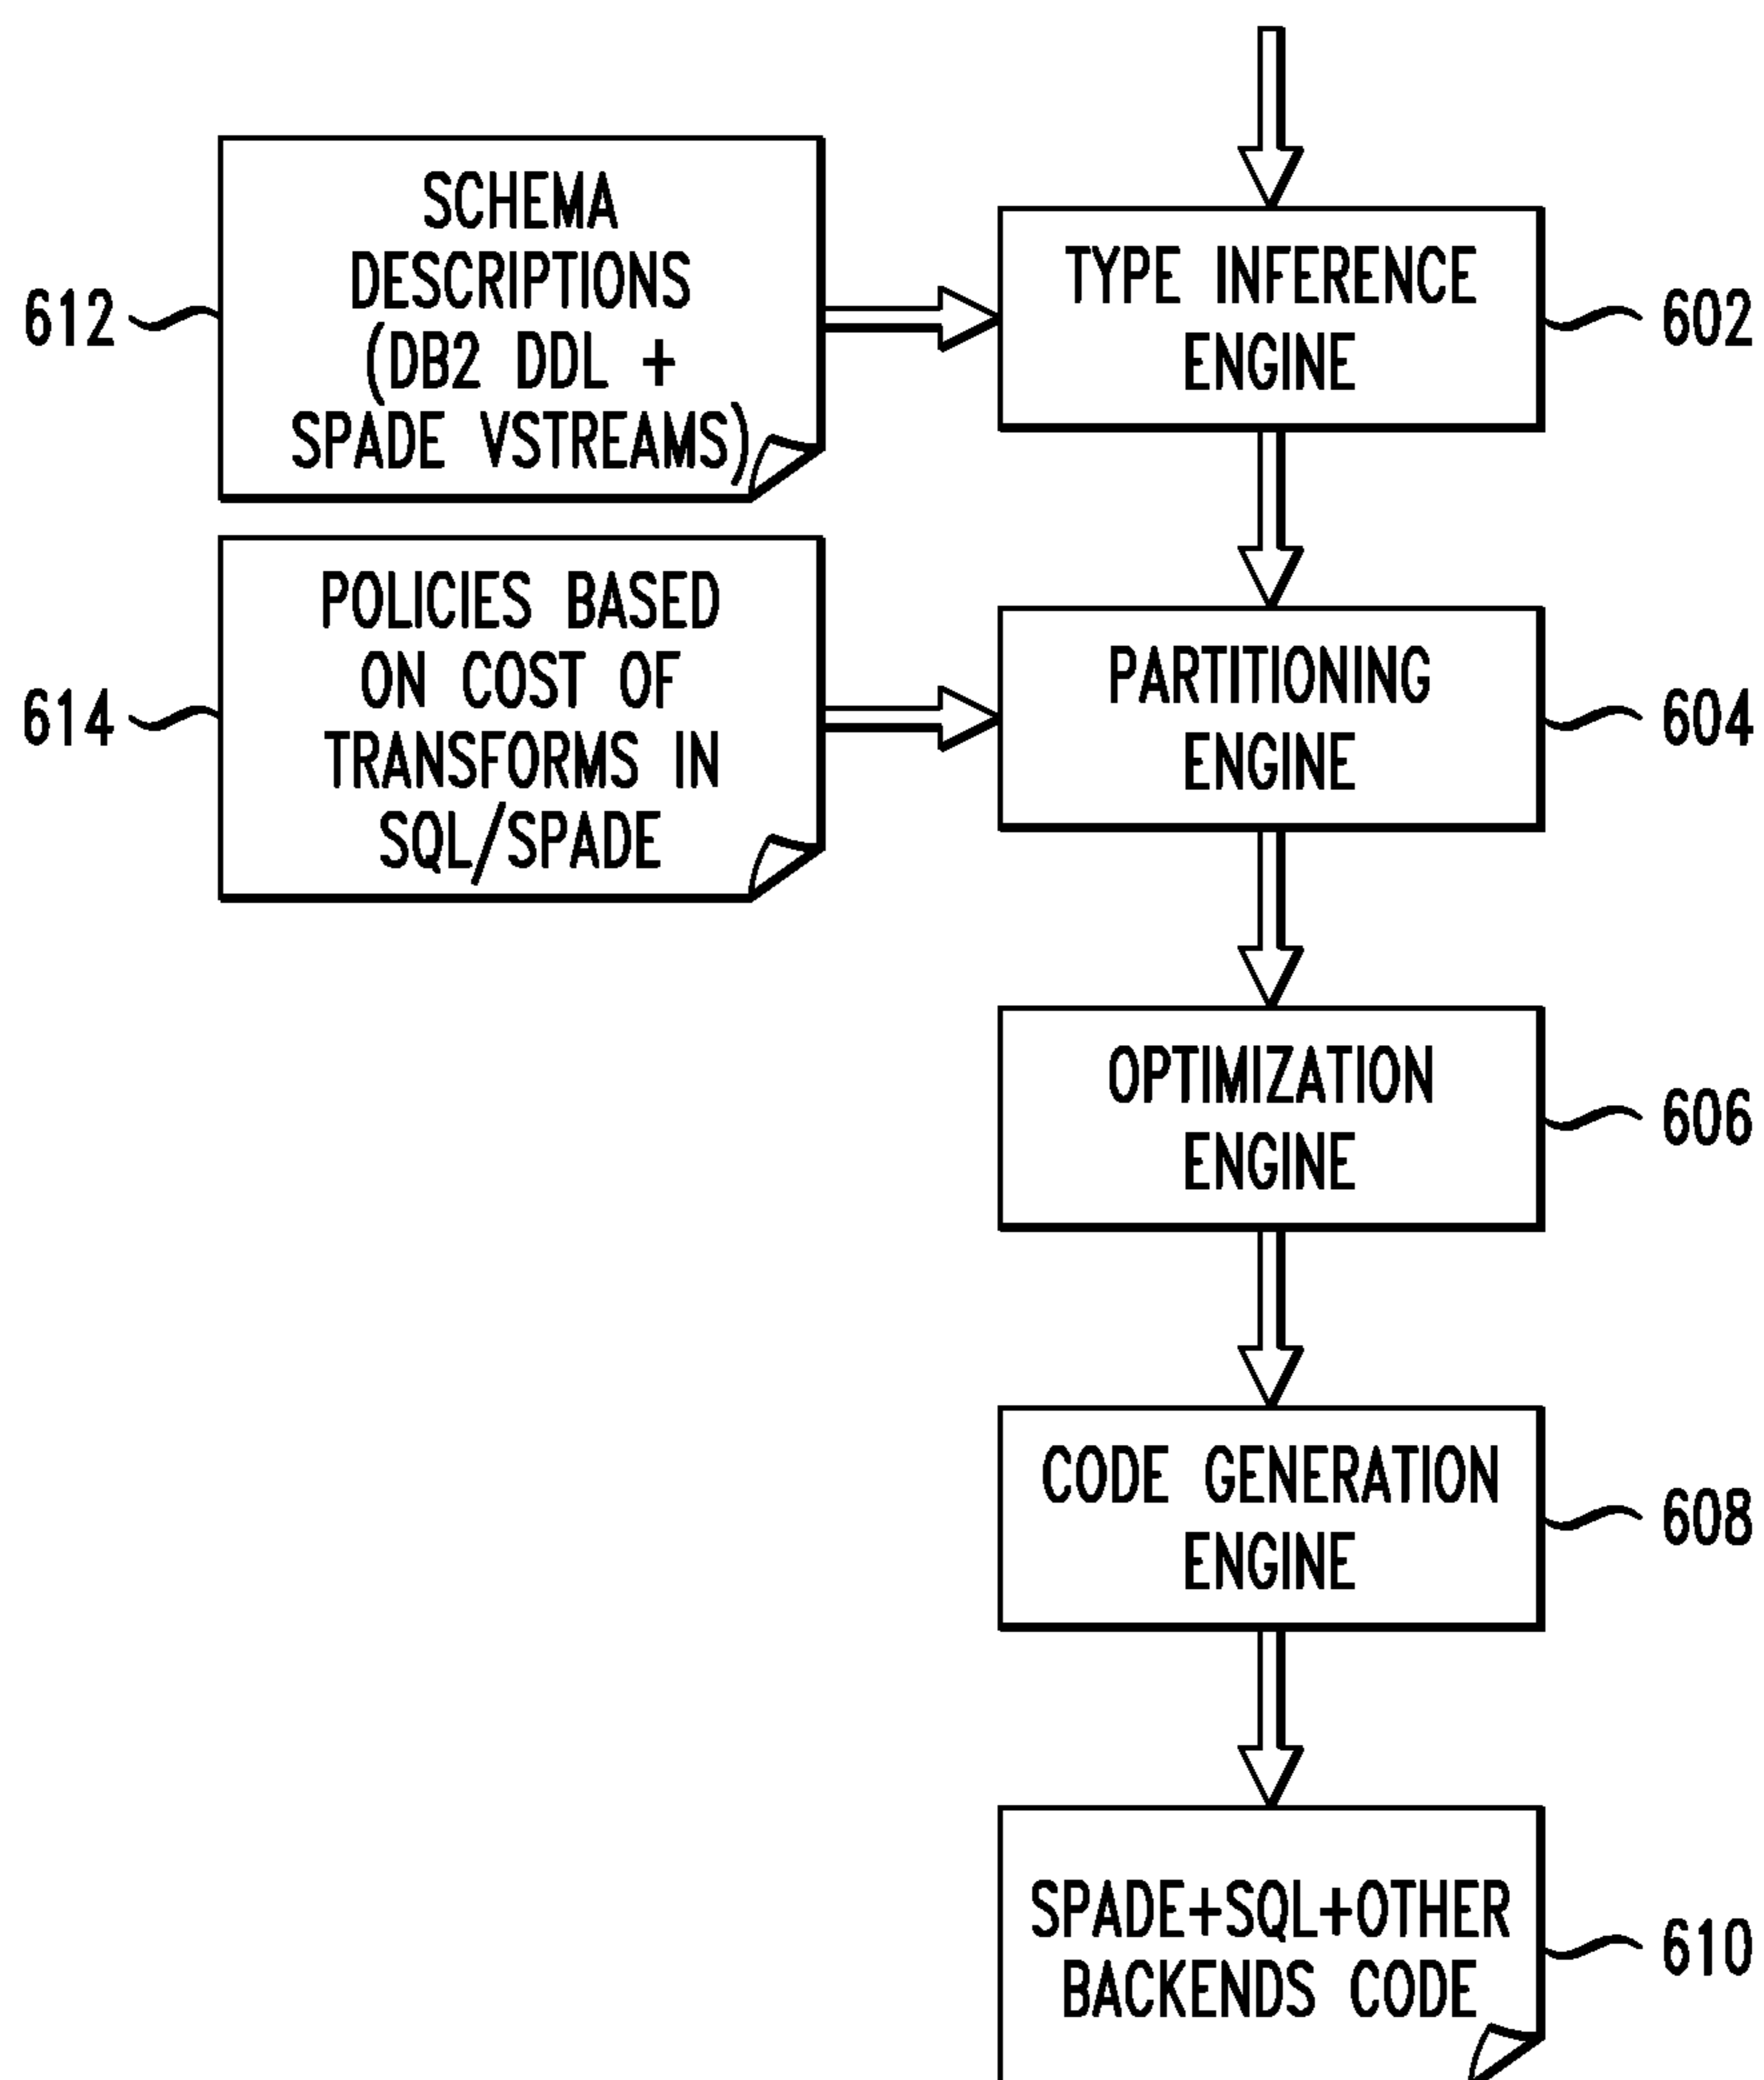 SCHEMA
DESCRIPTIONS
(DB2 DDL +
SPADE VSTREAMS)
612
TYPE INFERENCE
ENGINE
602
POLICIES BASED
ON COST OF
TRANSFORMS IN
SQL/SPADE
614
PARTITIONING
ENGINE
604
OPTIMIZATION
ENGINE
606
CODE GENERATION
ENGINE
608
SPADE+SQL+OTHER
BACKENDS CODE
610